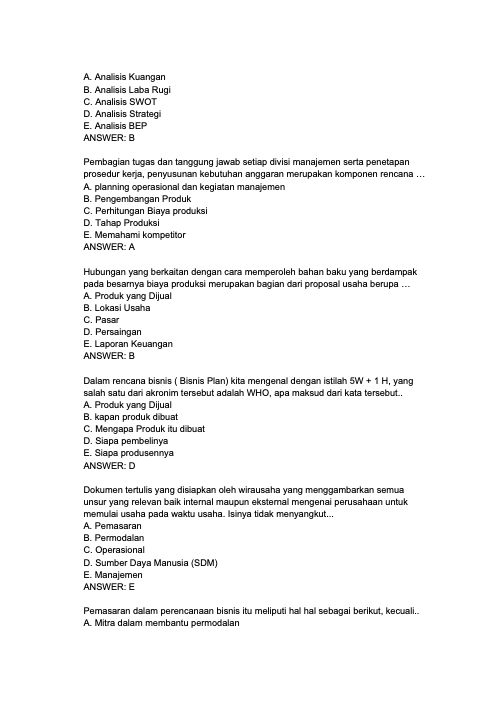 A. Analisis Kuangan
B. Analisis Laba Rugi
C. Analisis SWOT
D. Analisis Strategi
E. Analisis BEP
ANSWER: B
Pembagian tugas dan tanggung jawab setiap divisi manajemen serta penetapan
prosedur kerja, penyusunan kebutuhan anggaran merupakan komponen rencana …
A. planning operasional dan kegiatan manajemen
B. Pengembangan Produk
C. Perhitungan Biaya produksi
D. Tahap Produksi
E. Memahami kompetitor
ANSWER: A
Hubungan yang berkaitan dengan cara memperoleh bahan baku yang berdampak
pada besarnya biaya produksi merupakan bagian dari proposal usaha berupa …
A. Produk yang Dijual
B. Lokasi Usaha
C. Pasar
D. Persaingan
E. Laporan Keuangan
ANSWER: B
Dalam rencana bisnis ( Bisnis Plan) kita mengenal dengan istilah 5W + 1 H, yang
salah satu dari akronim tersebut adalah WHO, apa maksud dari kata tersebut..
A. Produk yang Dijual
B. kapan produk dibuat
C. Mengapa Produk itu dibuat
D. Siapa pembelinya
E. Siapa produsennya
ANSWER: D
Dokumen tertulis yang disiapkan oleh wirausaha yang menggambarkan semua
unsur yang relevan baik internal maupun eksternal mengenai perusahaan untuk
memulai usaha pada waktu usaha. Isinya tidak menyangkut...
A. Pemasaran
B. Permodalan
C. Operasional
D. Sumber Daya Manusia (SDM)
E. Manajemen
ANSWER: E
Pemasaran dalam perencanaan bisnis itu meliputi hal hal sebagai berikut, kecuali..
A. Mitra dalam membantu permodalan